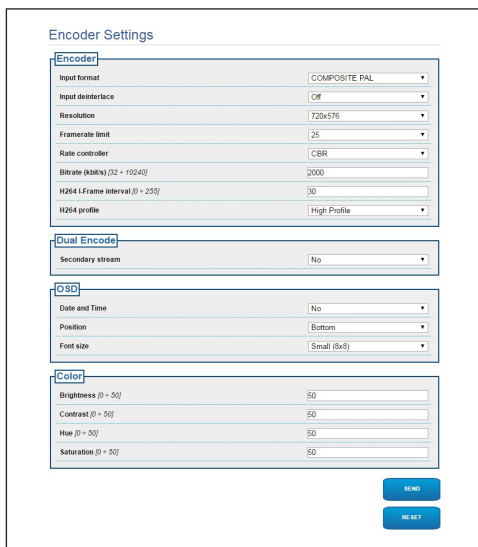 Encoder Settings
Encoder
Input format COMPOSITE PAL
Input deinterlace Off
Resolution 720x576
Framerate limit 25
Rate controller CBR
Bitrate (kbit/s) [32 ÷ 10240] 2000
H264 I-Frame interval [0 ÷ 255] 30
H264 profile High Profile
Dual Encode
Secondary stream No
OSD
Date and Time No
Position Bottom
Font size Small (8x8)
Color
Brightness [0 ÷ 50] 50
Contrast [0 ÷ 50] 50
Hue [0 ÷ 50] 50
Saturation [0 ÷ 50] 50
SEND
RESET